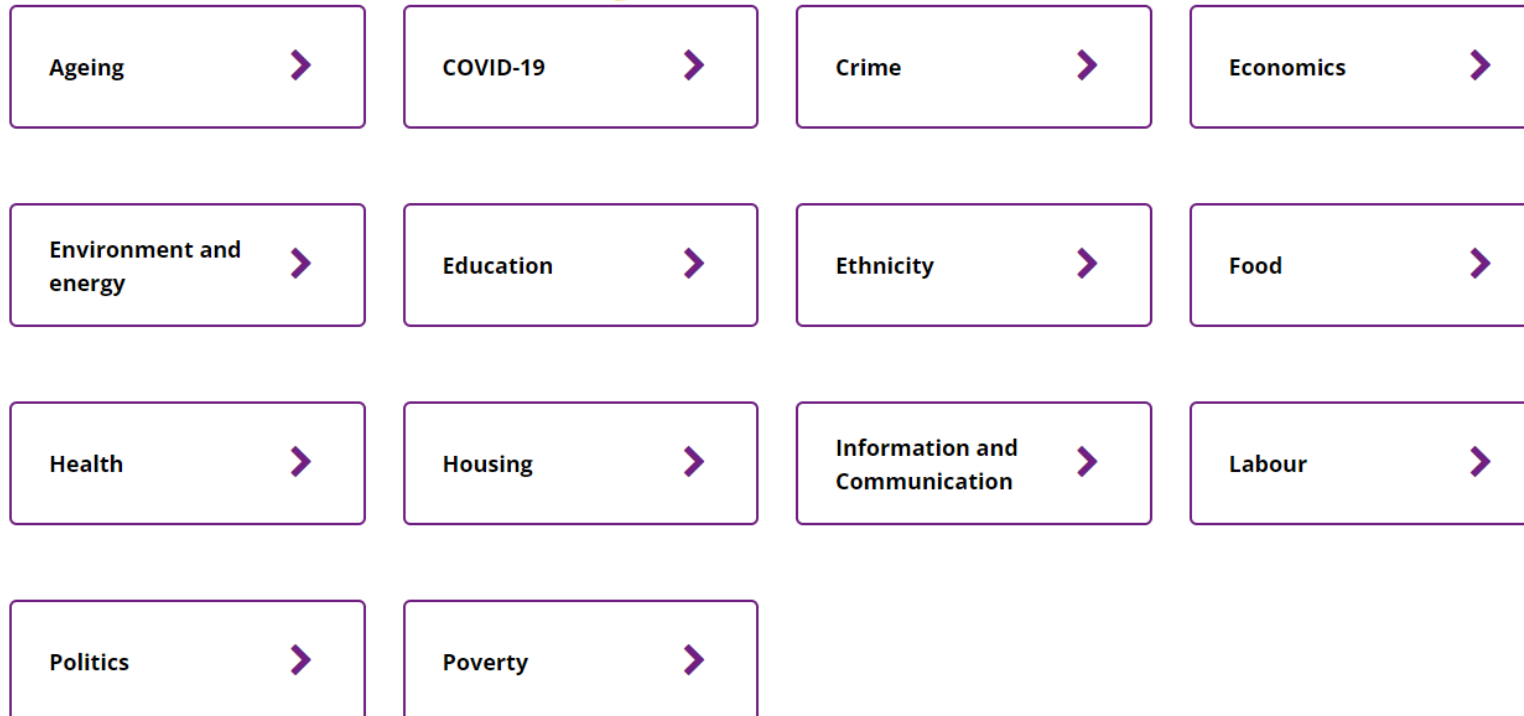 Ageing
COVID-19
Crime
Economics
Environment and
energy
Education
Ethnicity
Food
Health
Housing
Information and
Communication
Labour
Politics
Poverty